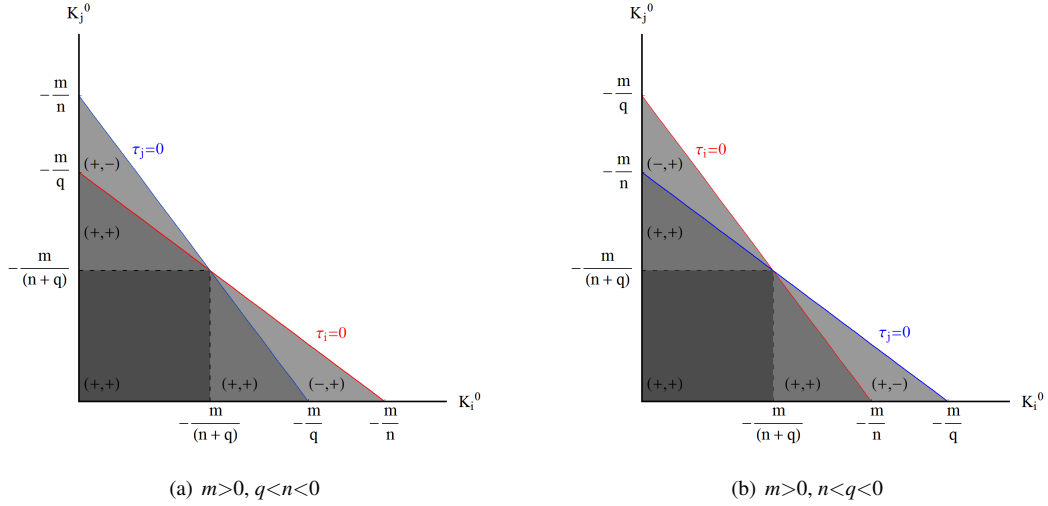 K_j^0
−m/n
τ_j=0
(+,−)
−m/q
(+,+)
−m/(n+q)
τ_i=0
(+,+)
(+,+)
(−,+)
K_i^0
−m/(n+q)
−m/q
−m/n
(a) m>0, q<n<0
K_j^0
−m/q
τ_i=0
(−,+)
−m/n
(+,+)
−m/(n+q)
τ_j=0
(+,+)
(+,+)
(+,−)
K_i^0
−m/(n+q)
−m/n
−m/q
(b) m>0, n<q<0